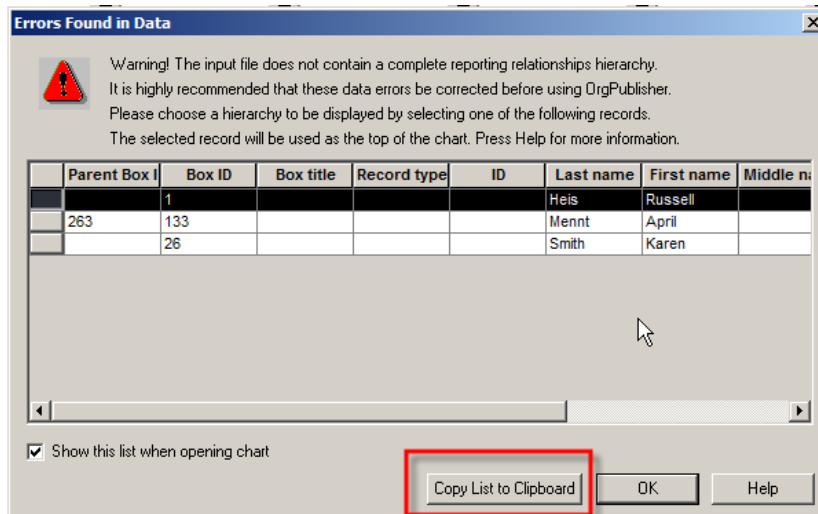 Errors Found in Data
Warning! The input file does not contain a complete reporting relationships hierarchy.
It is highly recommended that these data errors be corrected before using OrgPublisher.
Please choose a hierarchy to be displayed by selecting one of the following records.
The selected record will be used as the top of the chart. Press Help for more information.
Parent Box I Box ID Box title Record type ID Last name First name Middle na
1 Heis Russell
263 133 Mennt April
26 Smith Karen
Show this list when opening chart
Copy List to Clipboard OK Help